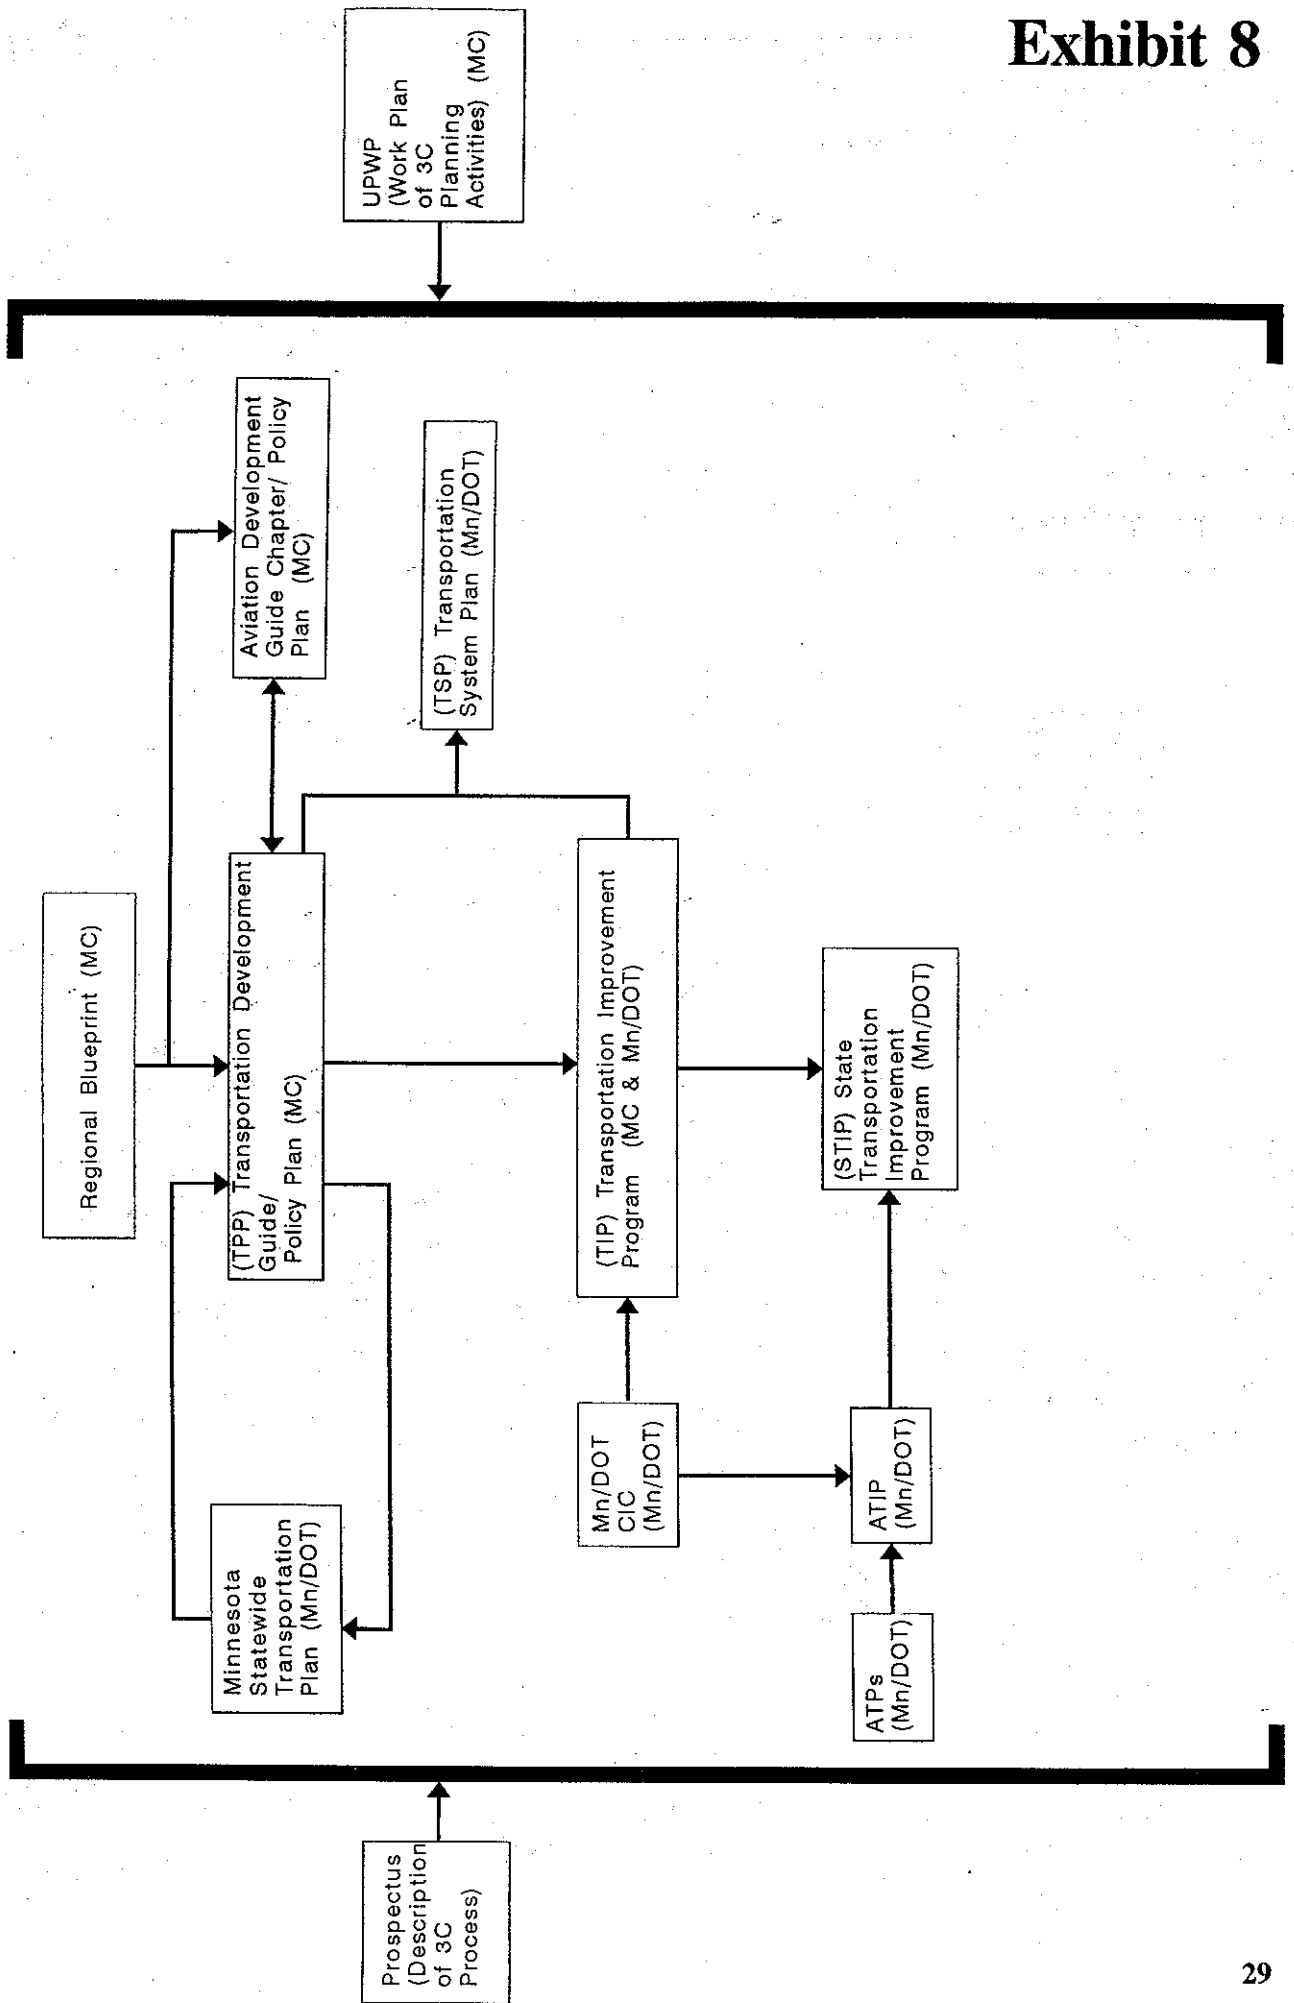 Exhibit 8
Regional Blueprint (MC)
Minnesota
Statewide
Transportation
Plan (Mn/DOT)
(TPP) Transportation Development
Guide/
Policy Plan (MC)
Aviation Development
Guide Chapter/ Policy
Plan (MC)
Prospectus
(Description
of 3C
Process)
UPWP
(Work Plan
of 3C
Planning
Activities) (MC)
(TSP) Transportation
System Plan (Mn/DOT)
Mn/DOT
CIC
(Mn/DOT)
(TIP) Transportation Improvement
Program (MC & Mn/DOT)
ATPs
(Mn/DOT)
ATIP
(Mn/DOT)
(STIP) State
Transportation
Improvement
Program (Mn/DOT)
29